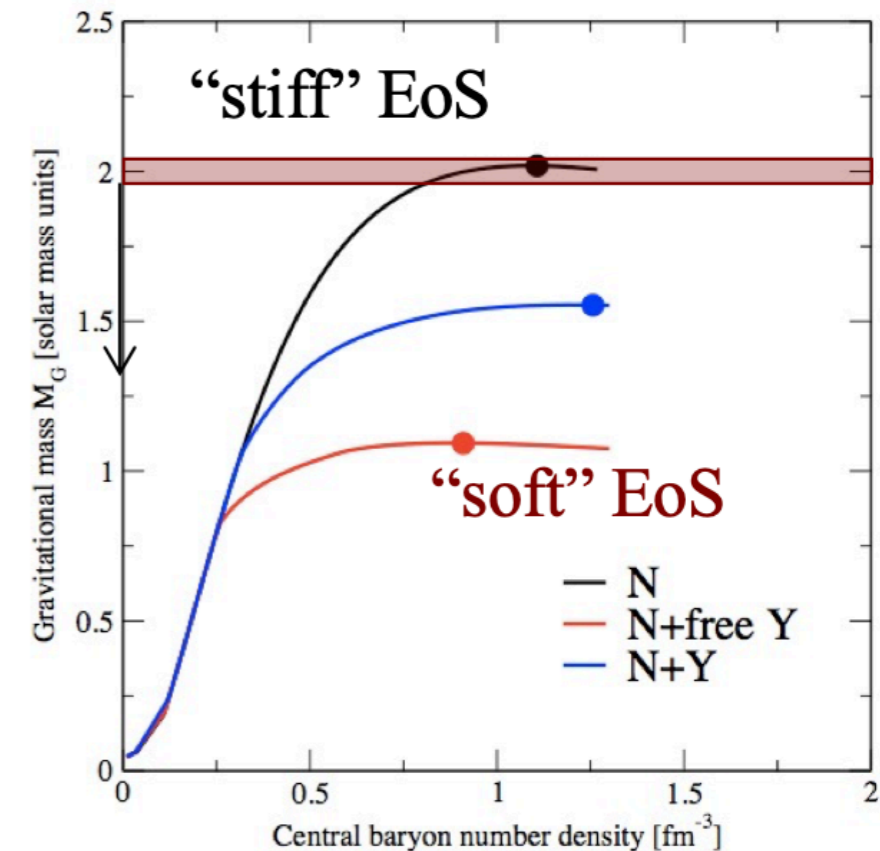 2.5
“stiff” EoS
2
1.5
1
“soft” EoS
N
N+free Y
N+Y
0.5
0
0 0.5 1 1.5 2
Central baryon number density [fm⁻³]
Gravitational mass M_G [solar mass units]